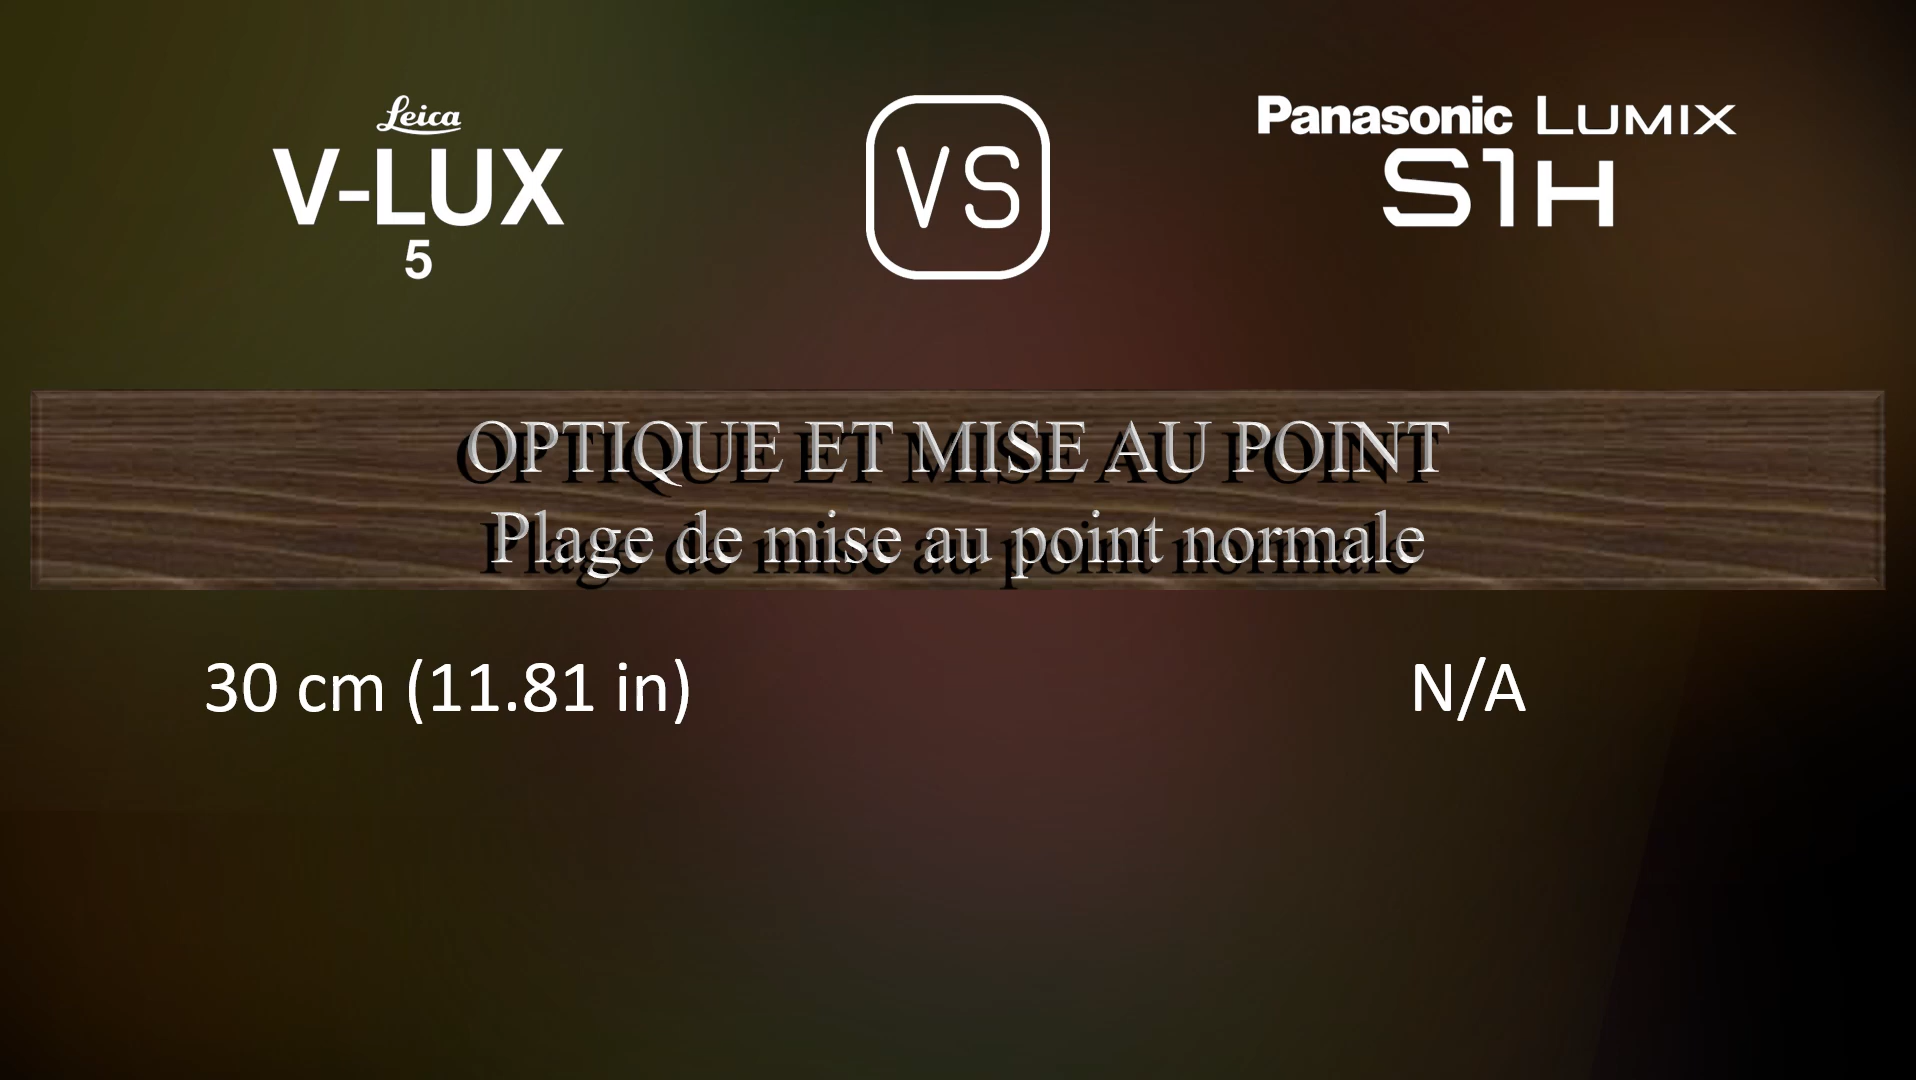 Leica
V-LUX
5
VS
Panasonic LUMIX
S1H
OPTIQUE ET MISE AU POINT
Plage de mise au point normale
30 cm (11.81 in)
N/A